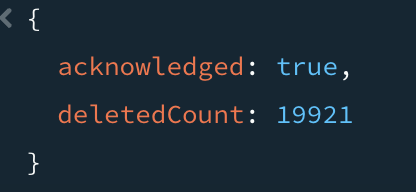 {
acknowledged: true,
deletedCount: 19921
}